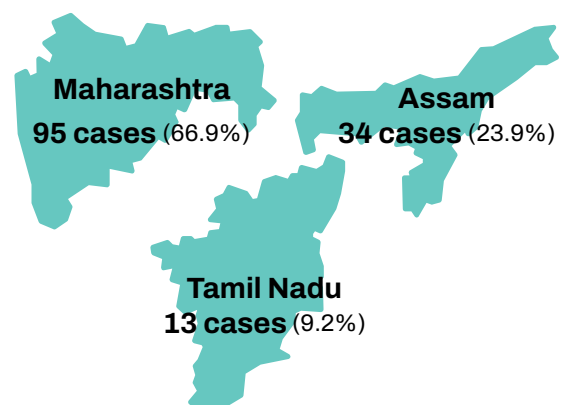 Maharashtra
95 cases (66.9%)
Assam
34 cases (23.9%)
Tamil Nadu
13 cases (9.2%)